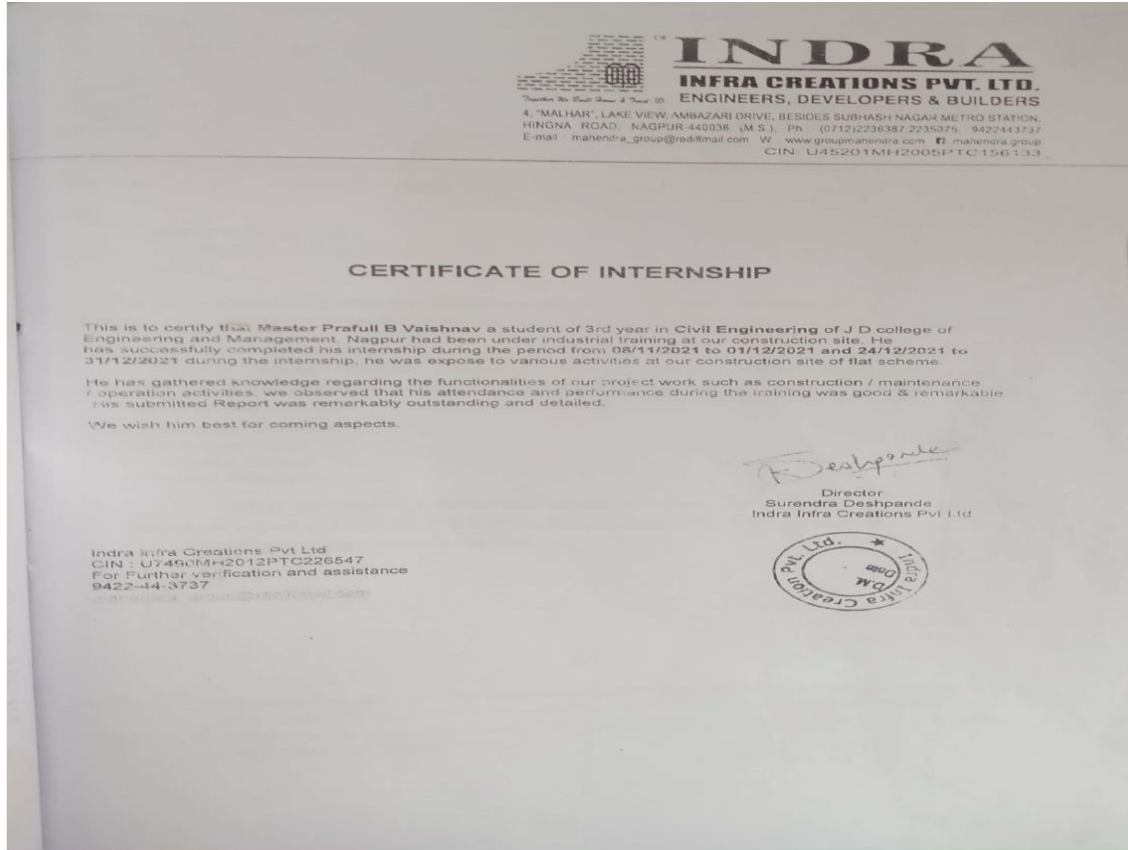 INDRA
INFRA CREATIONS PVT. LTD.
ENGINEERS, DEVELOPERS & BUILDERS
4, "MALHAR", LAKE VIEW, AMBAZARI DRIVE, BESIDES SUBHASH NAGAR METRO STATION,
HINGNA ROAD, NAGPUR-440036 (M.S.), Ph : (0712)2236387,2235075, 9422443737
E-mail : mahendra_group@rediffmail.com W : www.groupmahendra.com mahendra.group
CIN: U45201MH2005PTC156133
CERTIFICATE OF INTERNSHIP
This is to certify that Master Prafull B Vaishnav a student of 3rd year in Civil Engineering of J D college of
Engineering and Management, Nagpur had been under industrial training at our construction site. He
has successfully completed his internship during the period from 08/11/2021 to 01/12/2021 and 24/12/2021 to
31/12/2021 during the internship, he was expose to various activities at our construction site of flat scheme.
He has gathered knowledge regarding the functionalities of our project work such as construction / maintenance
/ operation activities, we observed that his attendance and performance during the training was good & remarkable.
His submitted Report was remarkably outstanding and detailed.
We wish him best for coming aspects.
Deshpande
Director
Surendra Deshpande
Indra Infra Creations Pvt Ltd
Indra Infra Creations Pvt Ltd
CIN : U7490MH2012PTC226547
For Further verification and assistance
9422-44-3737
Indra Infra Creation Pvt. Ltd.